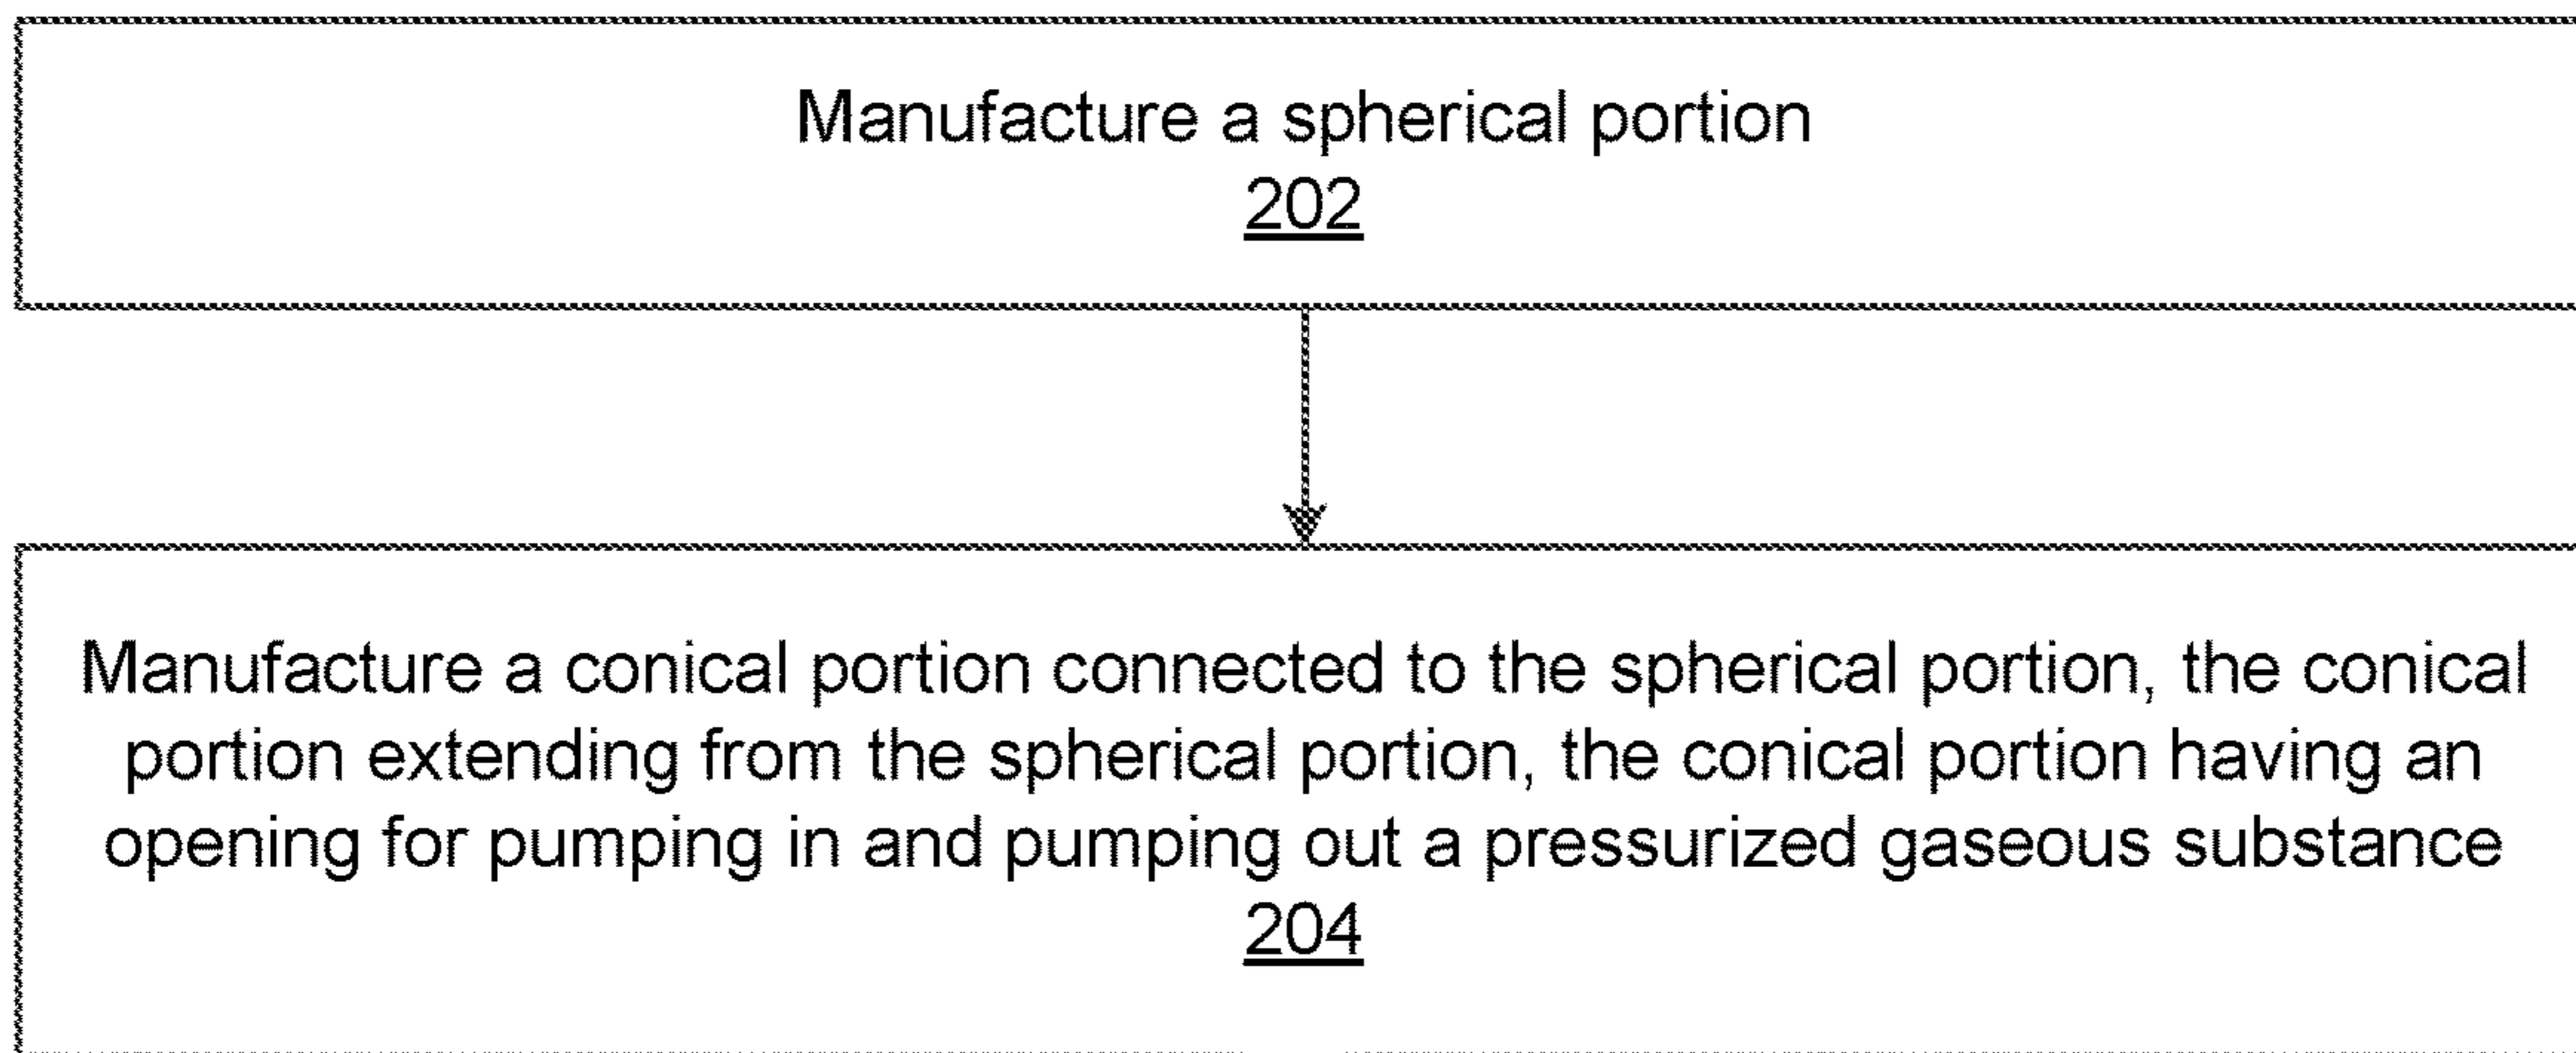 Manufacture a spherical portion
202
Manufacture a conical portion connected to the spherical portion, the conical
portion extending from the spherical portion, the conical portion having an
opening for pumping in and pumping out a pressurized gaseous substance
204